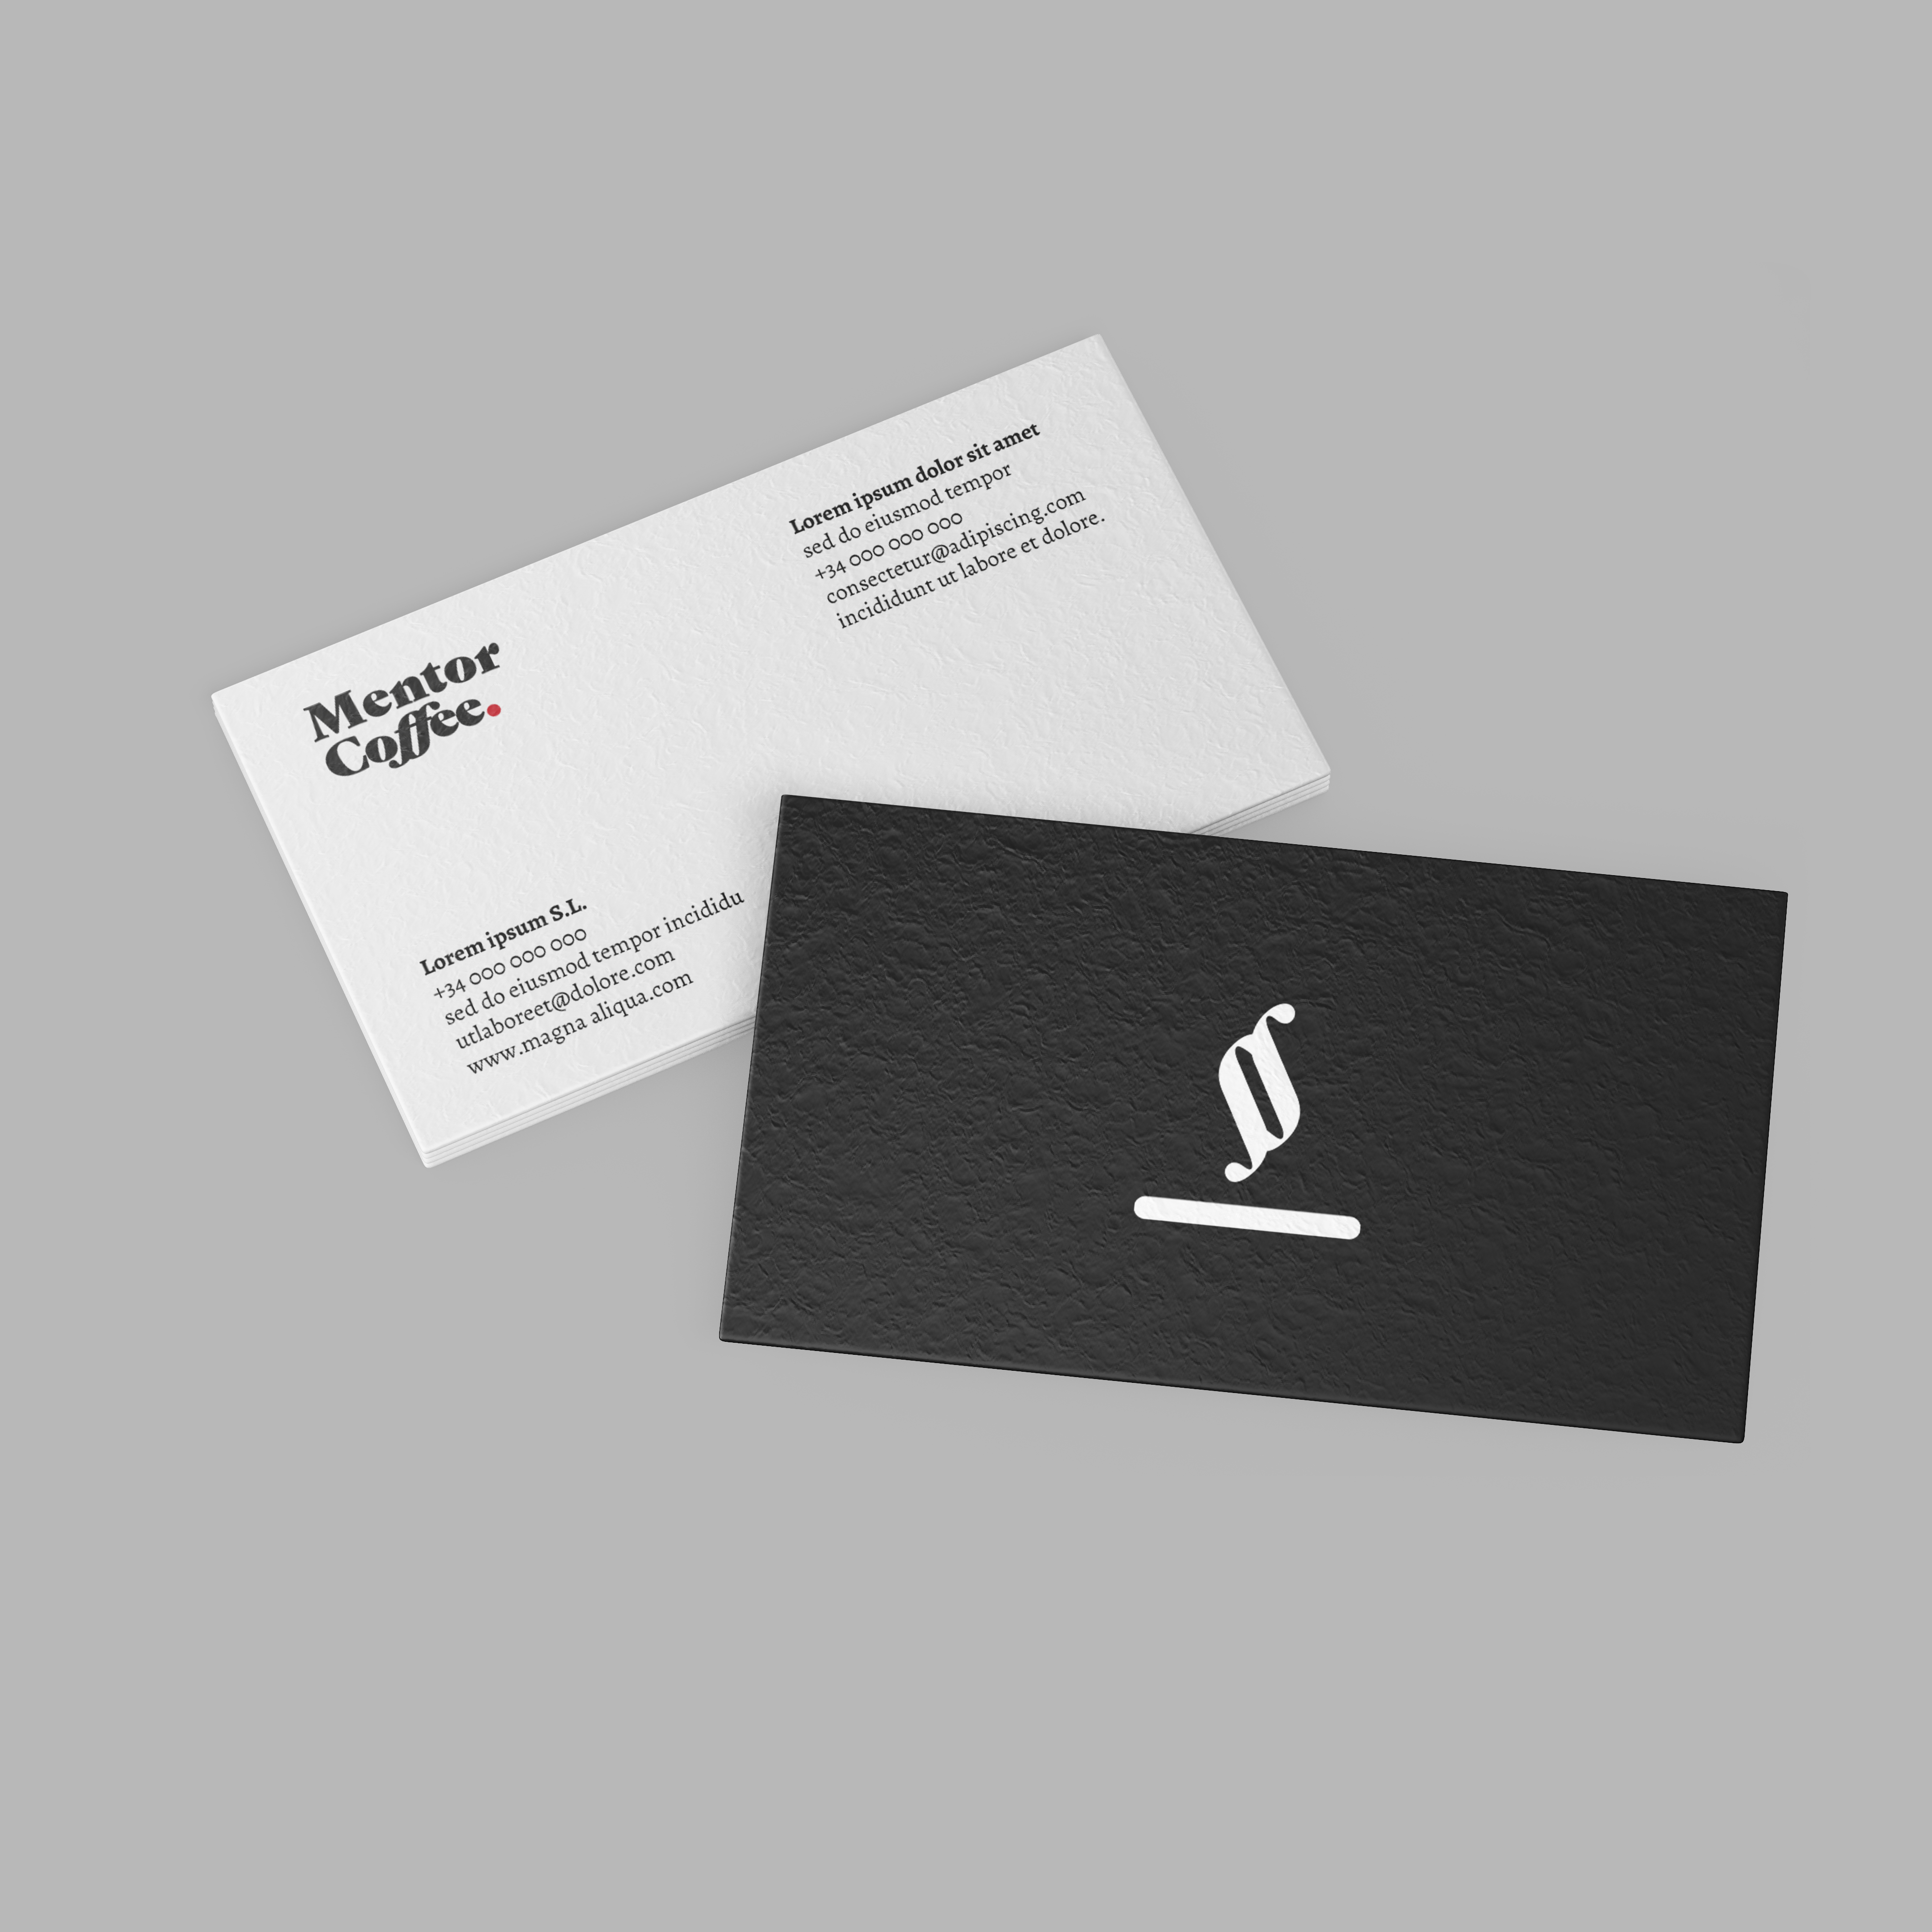 Mentor
Coffee.
Lorem ipsum dolor sit amet
sed do eiusmod tempor
+34 000 000 000
consectetur@adipiscing.com
incididunt ut labore et dolore.
Lorem ipsum S.L.
+34 000 000 000
sed do eiusmod tempor incididu
utlaboreet@dolore.com
www.magna aliqua.com